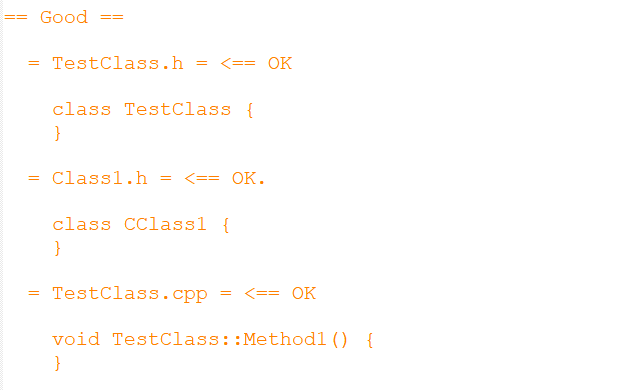 == Good ==
= TestClass.h = <== OK
class TestClass {
}
= Class1.h = <== OK.
class CClass1 {
}
= TestClass.cpp = <== OK
void TestClass::Method1() {
}